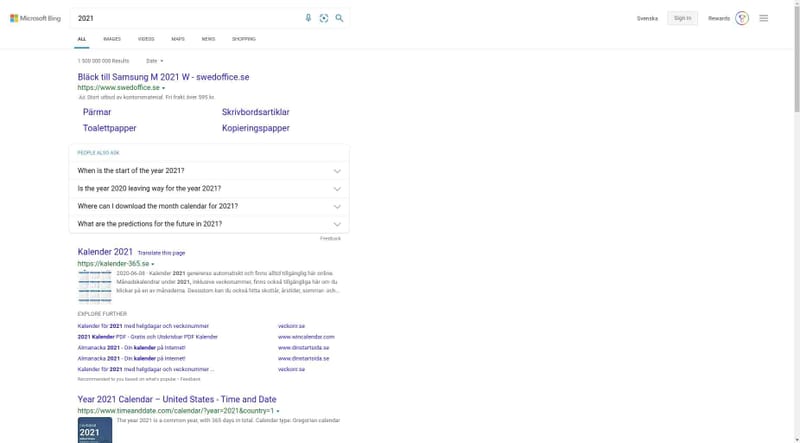 Microsoft Bing
2021
Svenska
Sign in
Rewards
ALL
IMAGES
VIDEOS
MAPS
NEWS
SHOPPING
1 500 000 000 Results
Date
Bläck till Samsung M 2021 W - swedoffice.se
https://www.swedoffice.se
Ad Stort utbud av kontorsmaterial. Fri frakt över 595 kr.
Pärmar
Skrivbordsartiklar
Toalettpapper
Kopieringspapper
PEOPLE ALSO ASK
When is the start of the year 2021?
Is the year 2020 leaving way for the year 2021?
Where can I download the month calendar for 2021?
What are the predictions for the future in 2021?
Feedback
Kalender 2021 Translate this page
https://kalender-365.se
2020-06-08 · Kalender 2021 genereras automatiskt och finns alltid tillgänglig här online.
Månadskalendrar under 2021, inklusive veckonummer, finns också tillgängliga här om du
klickar på en av månaderna. Dessutom kan du också hitta skottår, årstider, sommar- och...
EXPLORE FURTHER
Kalender för 2021 med helgdagar och veckonummer
veckonr.se
2021 Kalender PDF - Gratis och Utskrivbar PDF Kalender
www.wincalendar.com
Almanacka 2021 - Din kalender på Internet!
www.dinstartsida.se
Almanacka 2021 - Din kalender på Internet!
www.dinstartsida.se
Kalender för 2021 med helgdagar och veckonummer ...
veckonr.se
Recommended to you based on what's popular • Feedback
Year 2021 Calendar – United States - Time and Date
https://www.timeanddate.com/calendar/?year=2021&country=1
The year 2021 is a common year, with 365 days in total. Calendar type: Gregorian calendar
2021